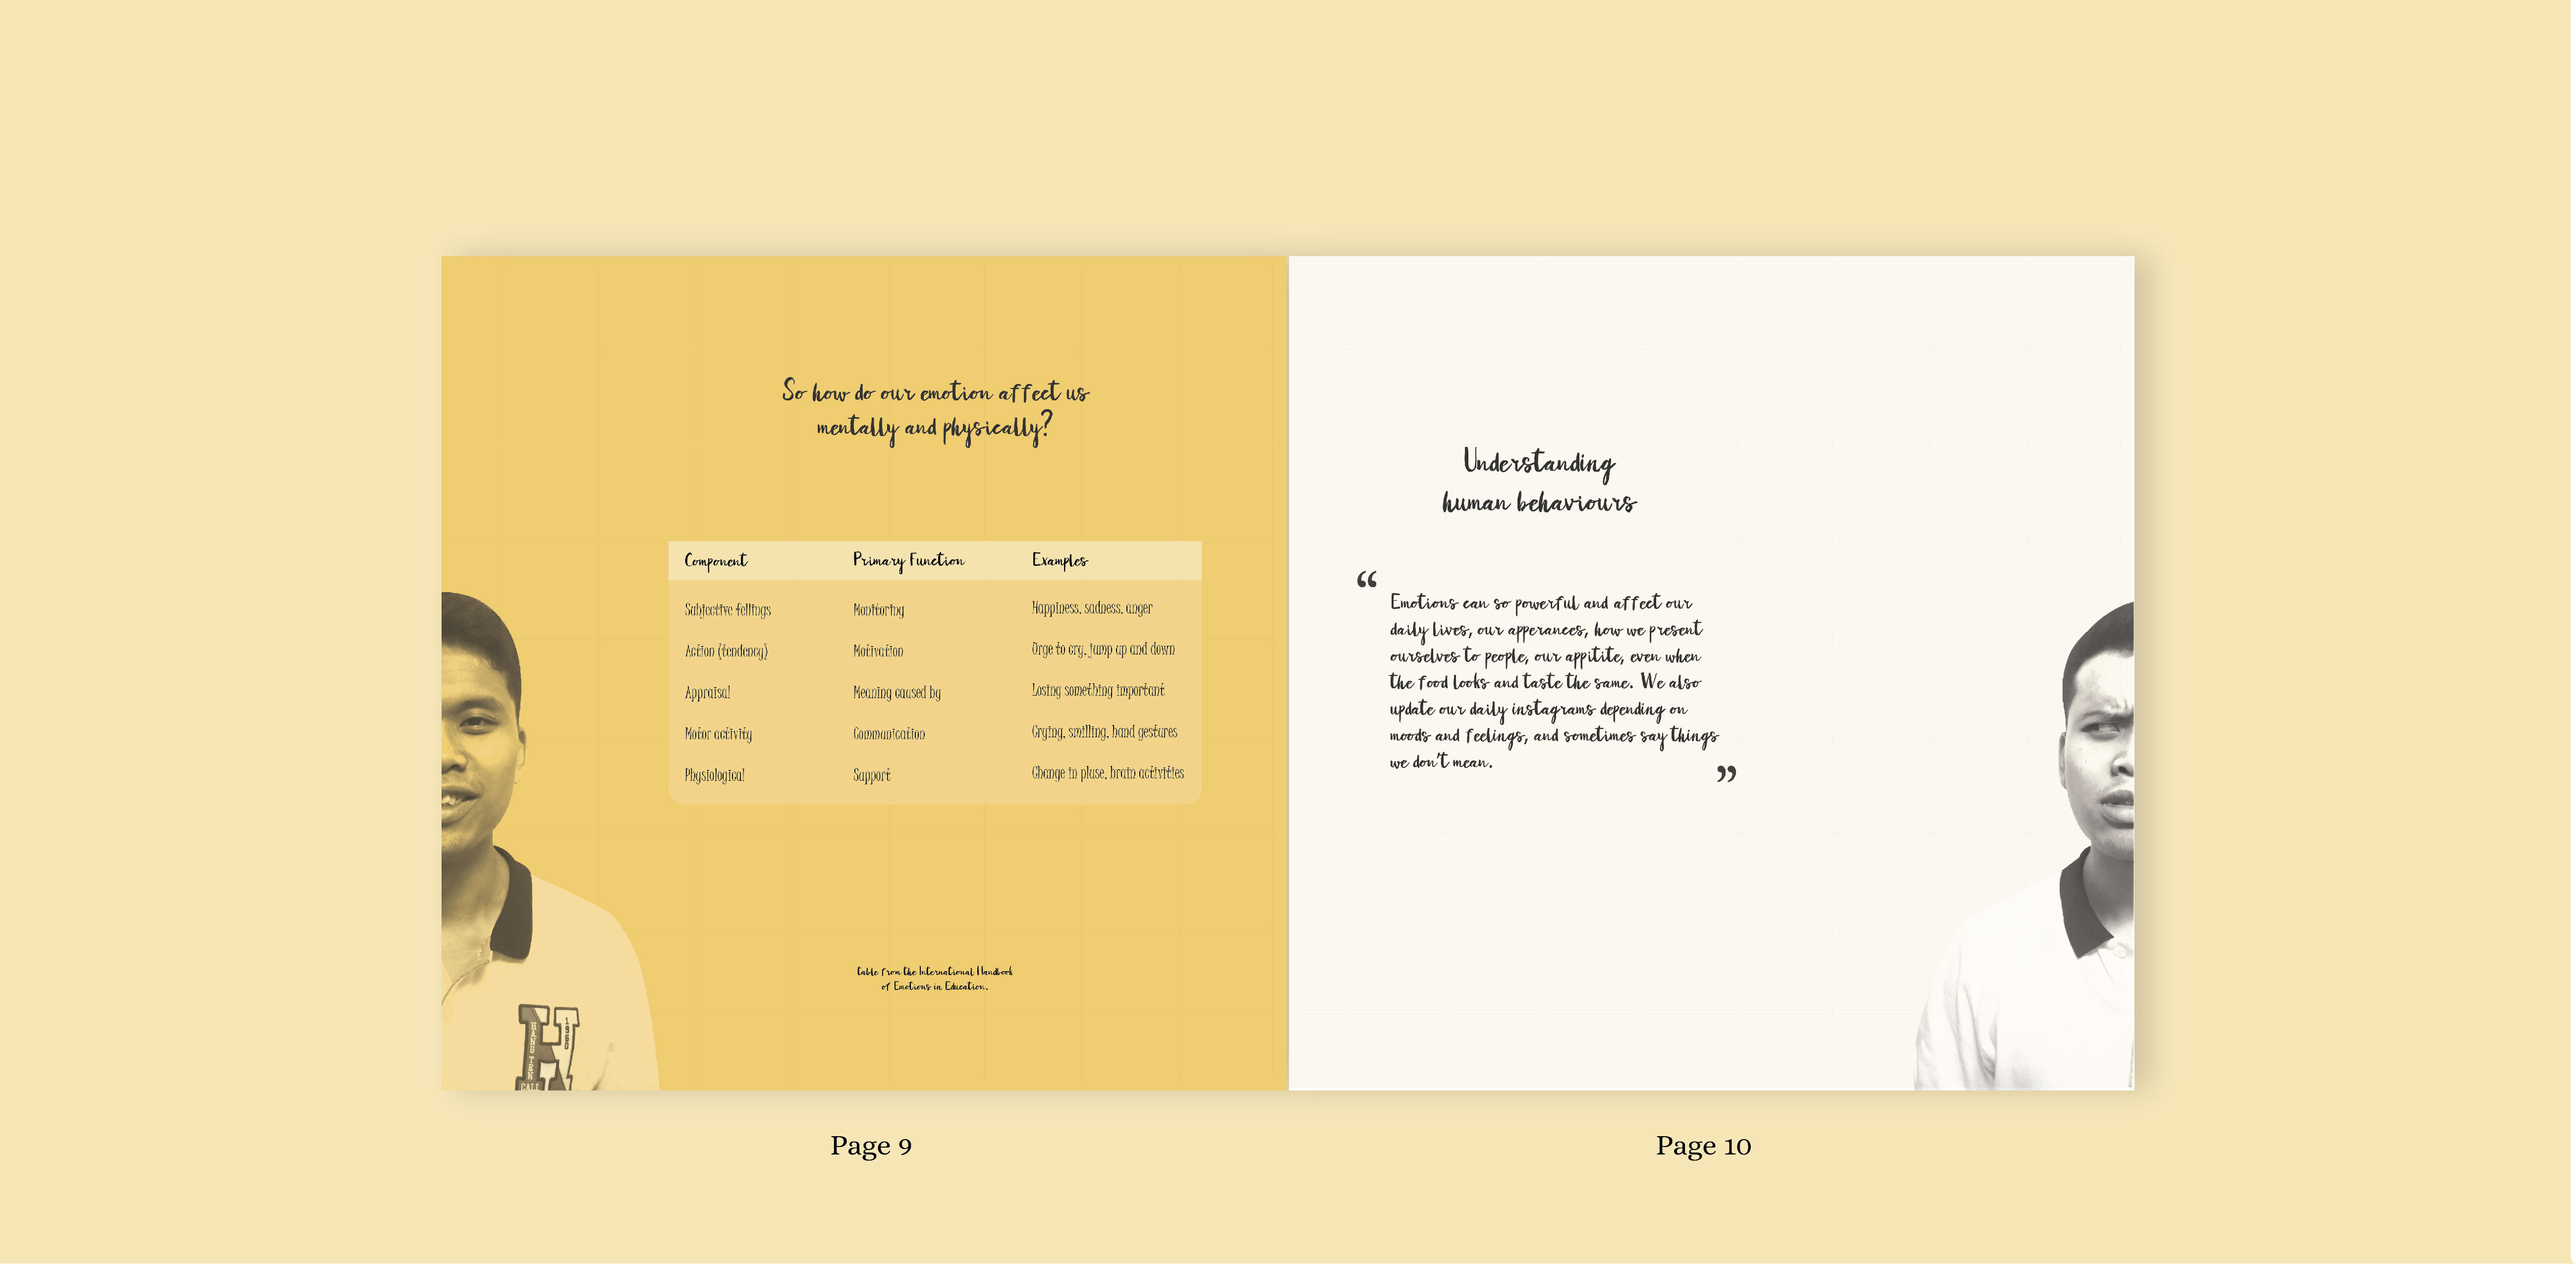 So how do our emotion affect us
mentally and physically?
Component Primary Function Examples
Subjective fellings Monitoring Happiness, sadness, anger
Action (tendency) Motivation Urge to cry, jump up and down
Appraisal Meaning caused by Losing something important
Motor activity Communication Crying, smilling, hand gestures
Physiological Support Change in pluse, brain activities
table from the International Handbook
of Emotions in Education.
H
HANG TEN
1960
CALI
Page 9
Understanding
human behaviours
“
Emotions can so powerful and affect our
daily lives, our apperances, how we present
ourselves to people, our appitite, even when
the food looks and taste the same. We also
update our daily instagrams depending on
moods and feelings, and sometimes say things
we don't mean.
”
Page 10